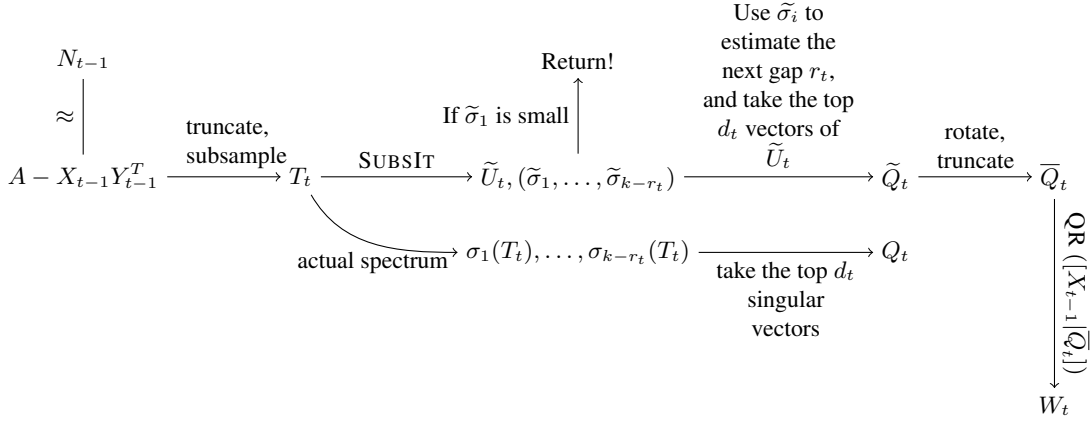 Use σ̃_i to
estimate the
next gap r_t,
and take the top
d_t vectors of
Ũ_t
N_{t−1}
≈
Return!
If σ̃_1 is small
truncate,
subsample
SUBSIT
rotate,
truncate
A − X_{t−1}Y_{t−1}^T
T_t
Ũ_t, (σ̃_1, . . . , σ̃_{k−r_t})
Q̃_t
Q̅_t
actual spectrum
σ_1(T_t), . . . , σ_{k−r_t}(T_t)
Q_t
take the top d_t
singular
vectors
QR ([X_{t−1}|Q̅_t])
W_t